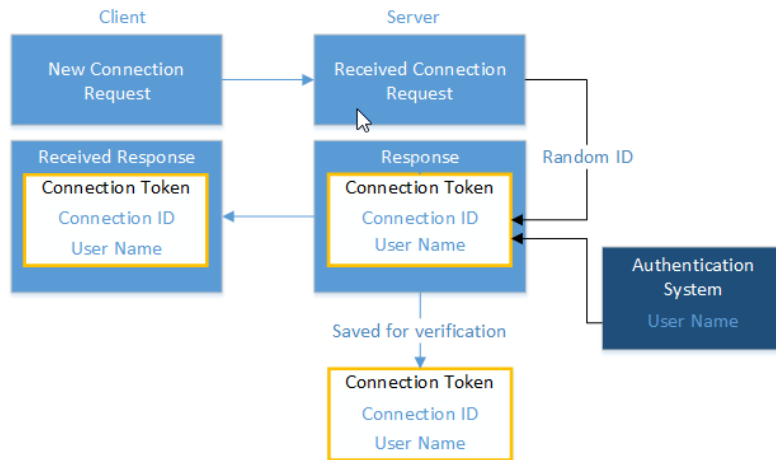 Client
Server
New Connection
Request
Received Connection
Request
Received Response
Connection Token
Connection ID
User Name
Response
Connection Token
Connection ID
User Name
Random ID
Authentication
System
User Name
Saved for verification
Connection Token
Connection ID
User Name